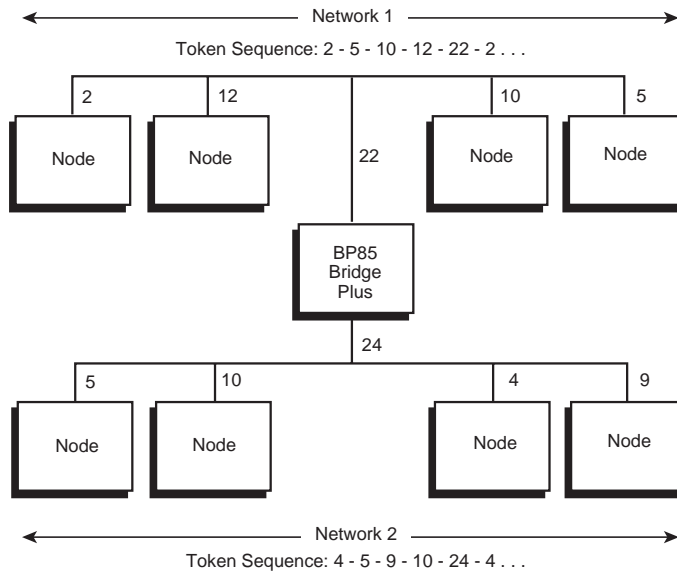 Network 1
Token Sequence: 2 - 5 - 10 - 12 - 22 - 2 . . .
2
12
10
5
Node
Node
22
Node
Node
BP85
Bridge
Plus
24
5
10
4
9
Node
Node
Node
Node
Network 2
Token Sequence: 4 - 5 - 9 - 10 - 24 - 4 . . .